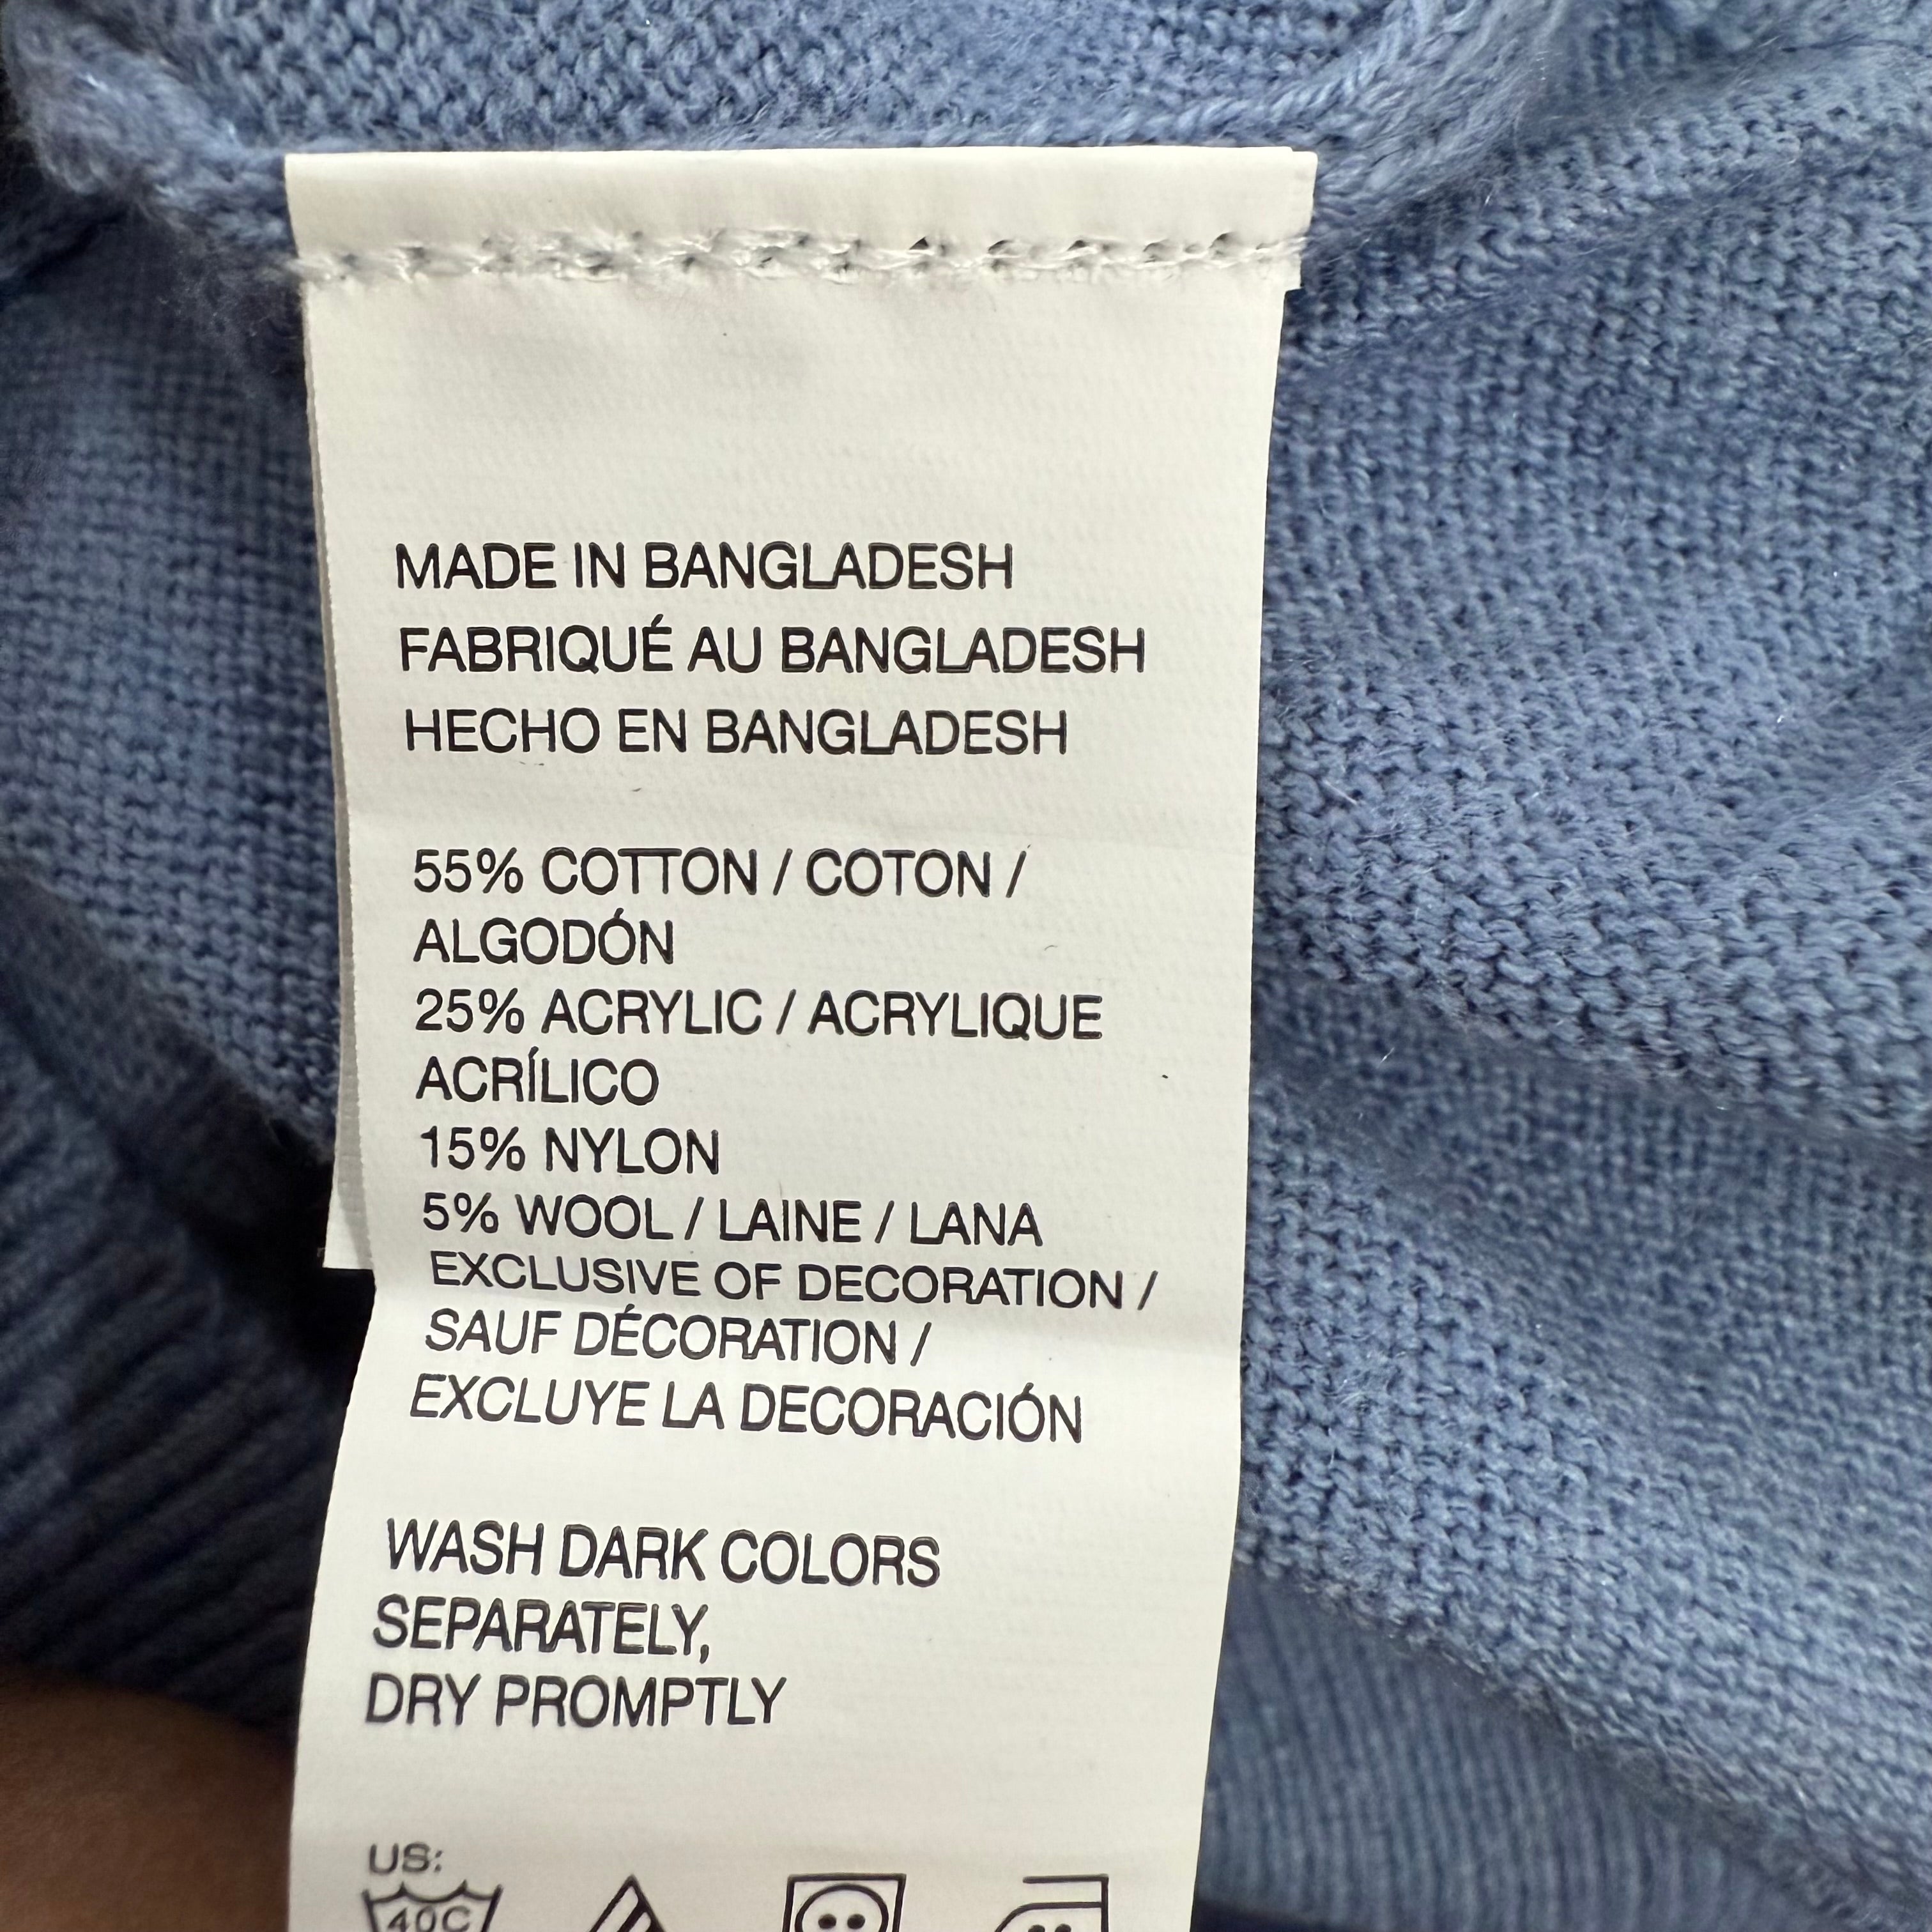 MADE IN BANGLADESH
FABRIQUÉ AU BANGLADESH
HECHO EN BANGLADESH
55% COTTON / COTON /
ALGODÓN
25% ACRYLIC / ACRYLIQUE
ACRÍLICO
15% NYLON
5% WOOL / LAINE / LANA
EXCLUSIVE OF DECORATION /
SAUF DÉCORATION /
EXCLUYE LA DECORACIÓN
WASH DARK COLORS
SEPARATELY,
DRY PROMPTLY
US:
40C